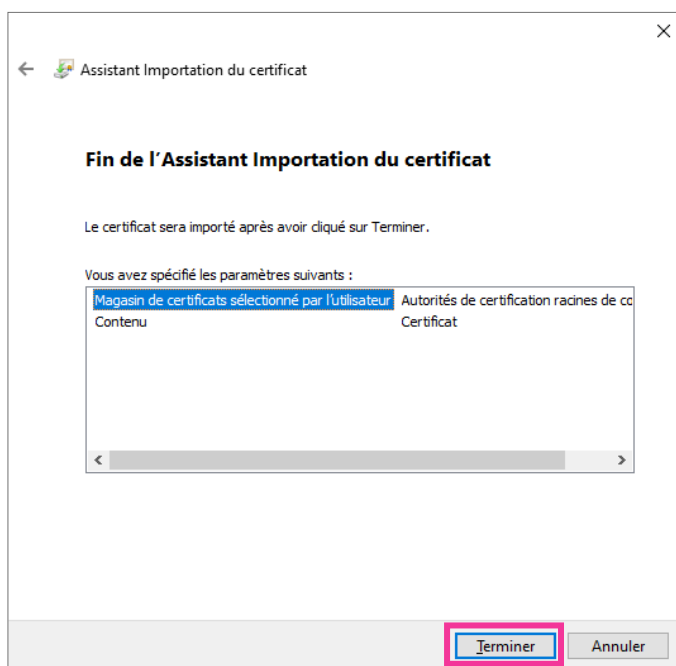 Assistant Importation du certificat
Fin de l'Assistant Importation du certificat
Le certificat sera importé après avoir cliqué sur Terminer.
Vous avez spécifié les paramètres suivants :
Magasin de certificats sélectionné par l'utilisateur Autorités de certification racines de co
Contenu Certificat
Terminer Annuler